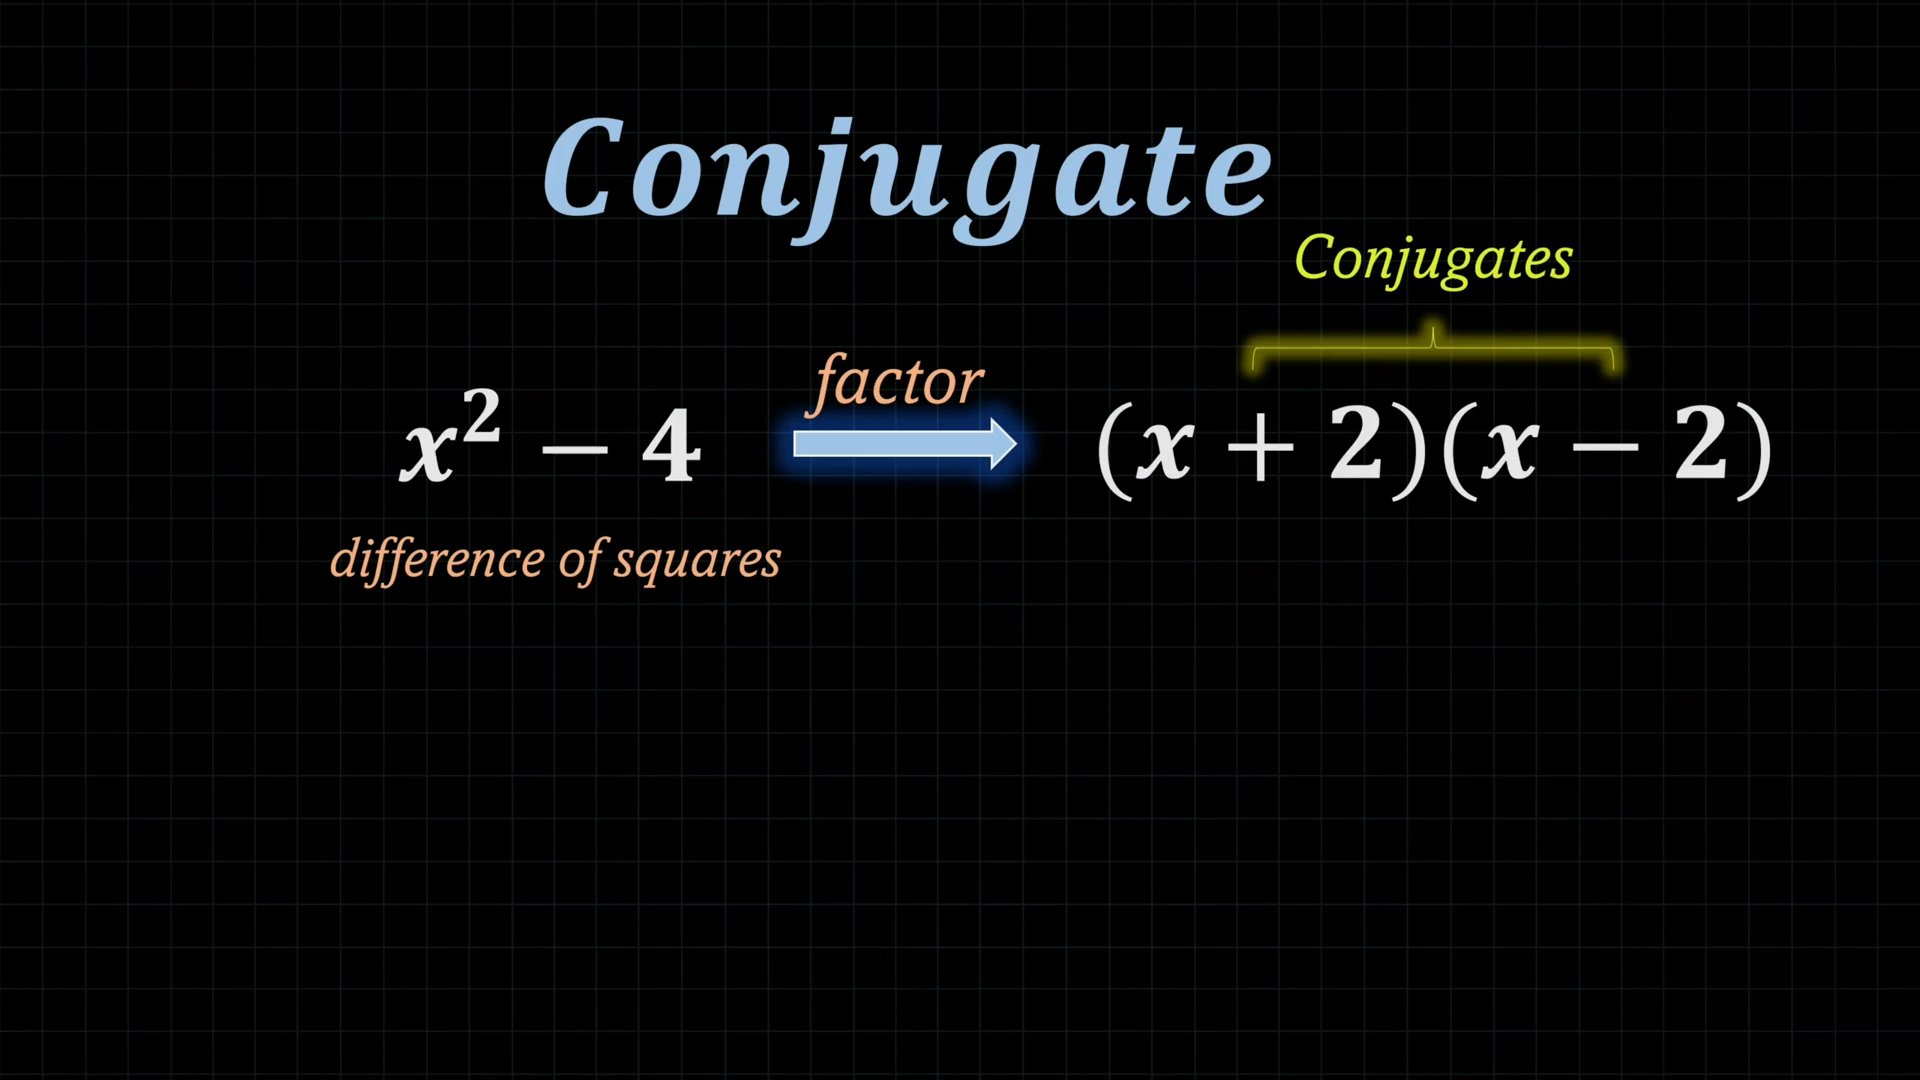 Conjugate
Conjugates
factor
x² − 4
(x + 2)(x − 2)
difference of squares